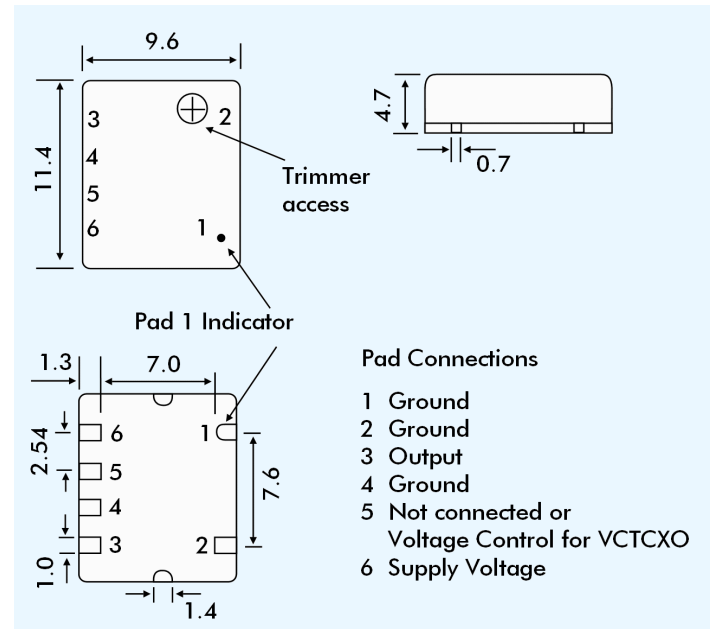 9.6
11.4
3
4
5
6
2
1
Trimmer
access
4.7
0.7
Pad 1 Indicator
1.3
7.0
2.54
6
5
4
3
1
2
7.6
1.0
1.4
Pad Connections
1 Ground
2 Ground
3 Output
4 Ground
5 Not connected or
Voltage Control for VCTCXO
6 Supply Voltage